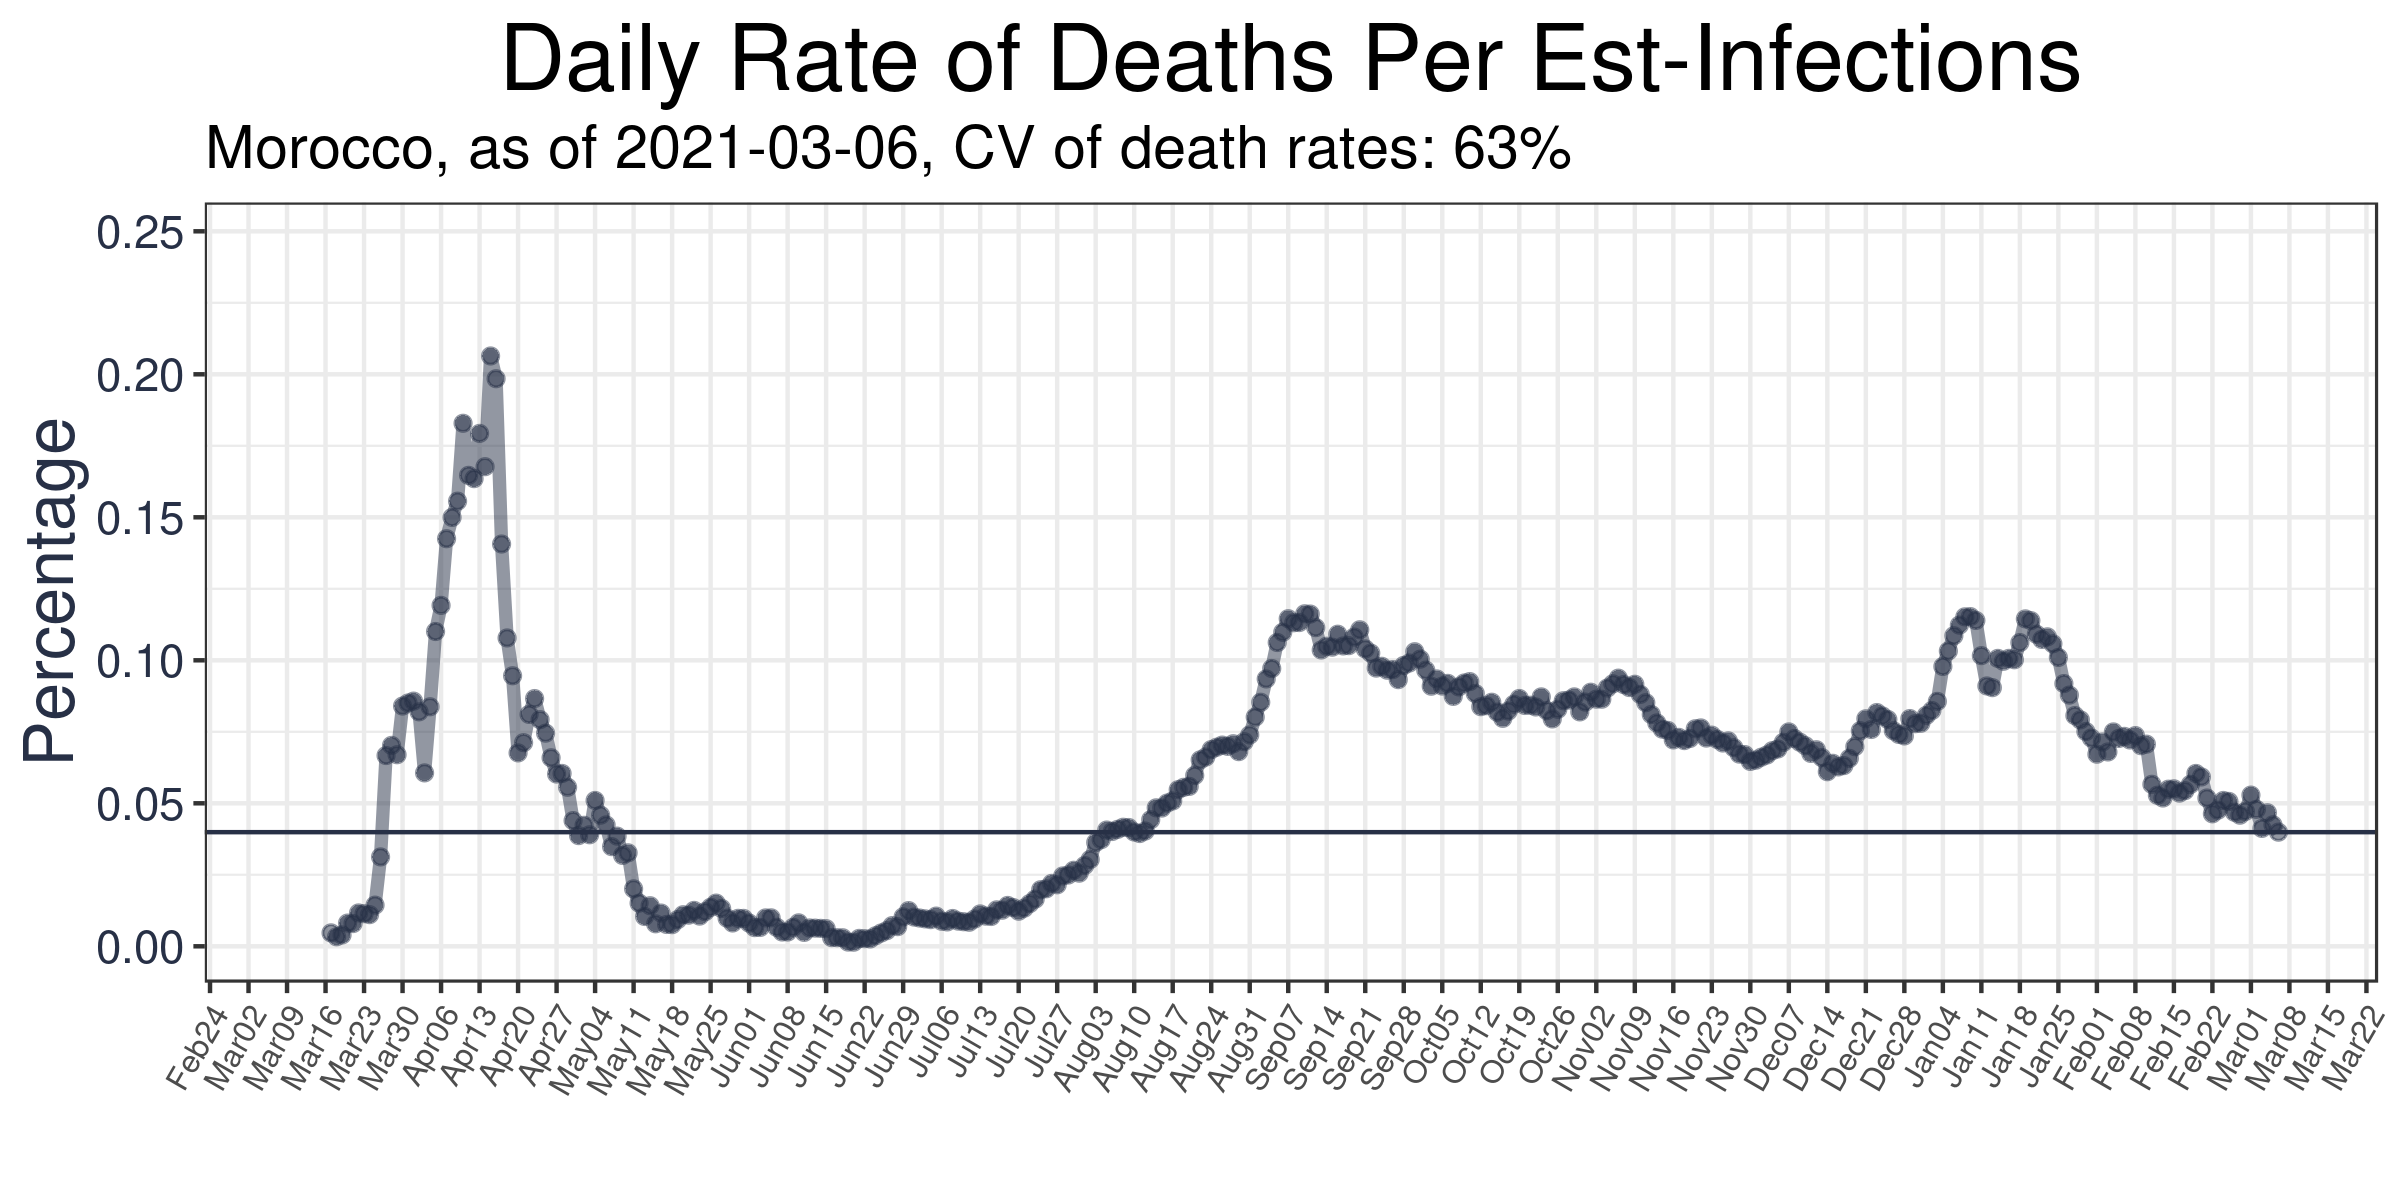 Daily Rate of Deaths Per Est-Infections
Morocco, as of 2021-03-06, CV of death rates: 63%
Percentage
0.25
0.20
0.15
0.10
0.05
0.00
Feb24
Mar02
Mar09
Mar16
Mar23
Mar30
Apr06
Apr13
Apr20
Apr27
May04
May11
May18
May25
Jun01
Jun08
Jun15
Jun22
Jun29
Jul06
Jul13
Jul20
Jul27
Aug03
Aug10
Aug17
Aug24
Aug31
Sep07
Sep14
Sep21
Sep28
Oct05
Oct12
Oct19
Oct26
Nov02
Nov09
Nov16
Nov23
Nov30
Dec07
Dec14
Dec21
Dec28
Jan04
Jan11
Jan18
Jan25
Feb01
Feb08
Feb15
Feb22
Mar01
Mar08
Mar15
Mar22